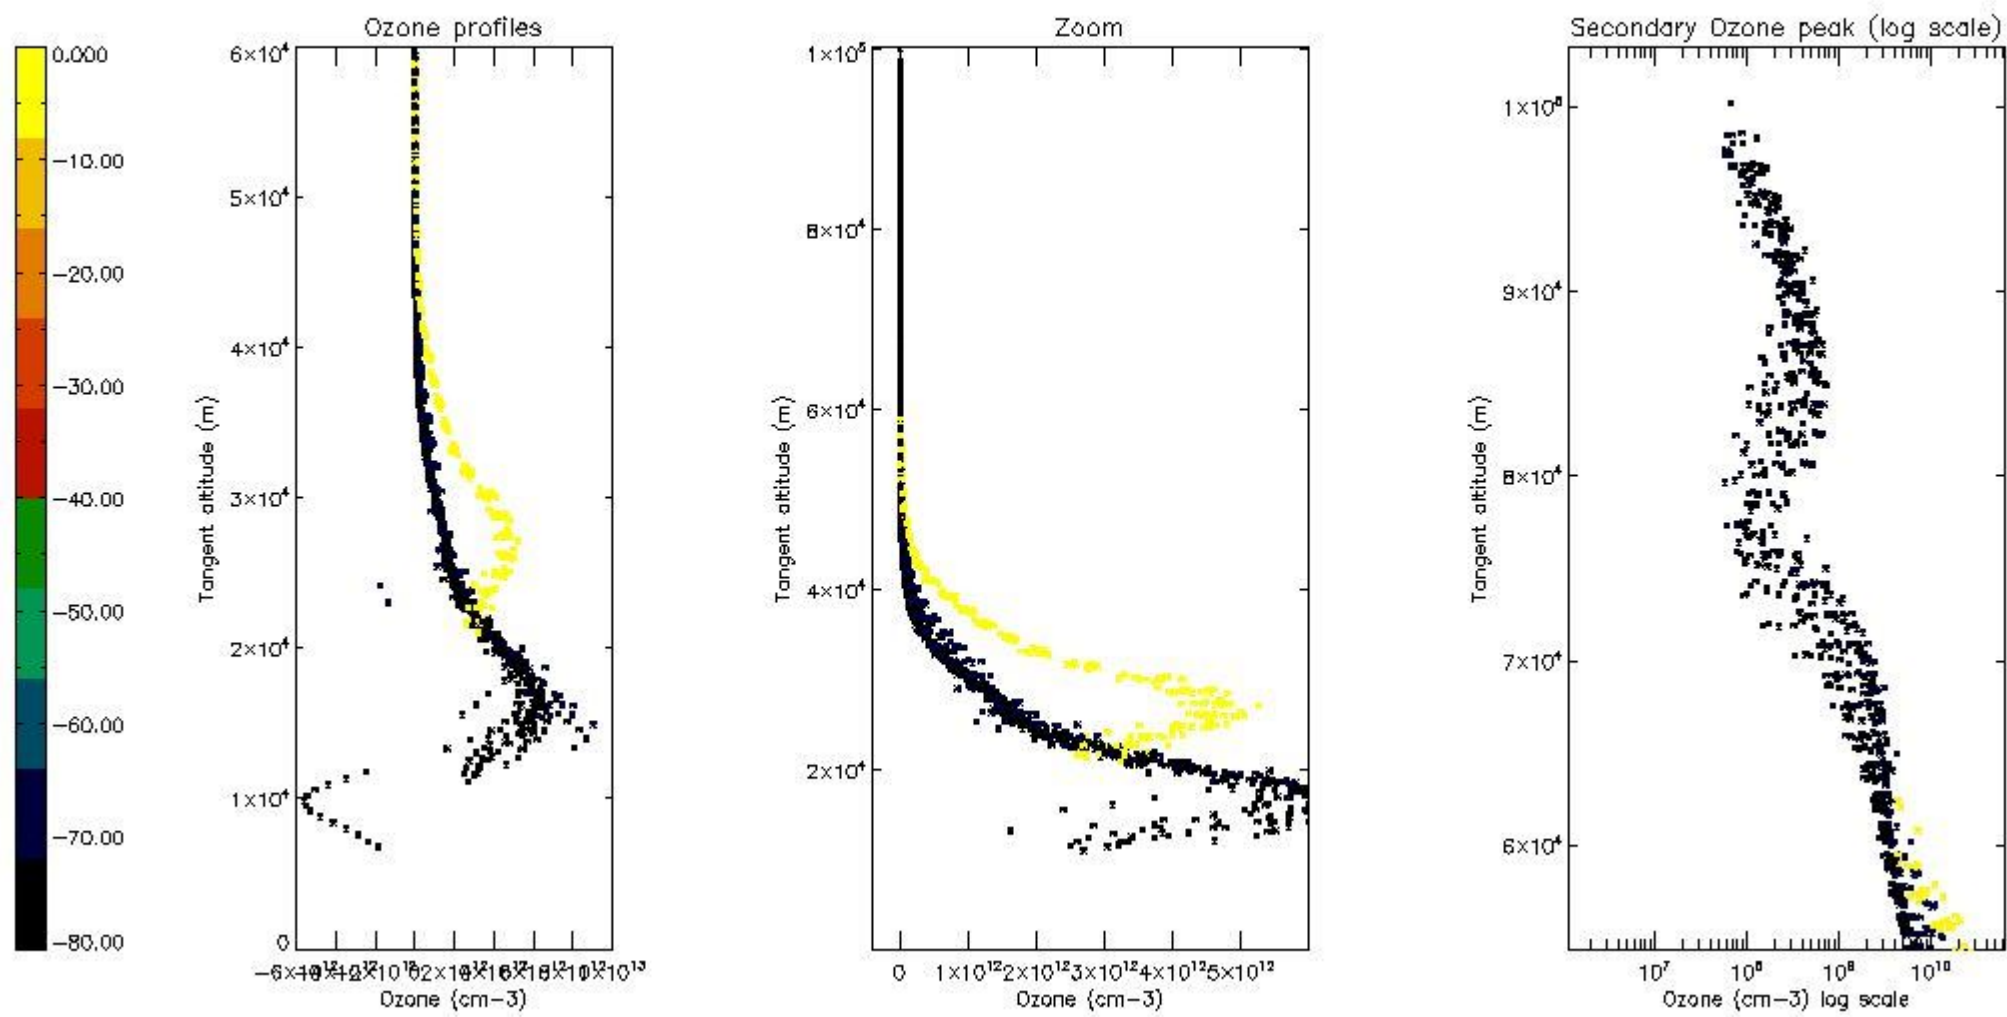 Ozone profiles
Zoom
Secondary Ozone peak (log scale)
0.000
−10.00
−20.00
−30.00
−40.00
−50.00
−60.00
−70.00
−80.00
6×10⁴
5×10⁴
4×10⁴
3×10⁴
2×10⁴
1×10⁴
0
Tangent altitude (m)
Ozone (cm−3)
1×10⁵
8×10⁴
6×10⁴
4×10⁴
2×10⁴
Tangent altitude (m)
0 1×10¹² 2×10¹² 3×10¹² 4×10¹² 5×10¹²
Ozone (cm−3)
1×10⁵
9×10⁴
8×10⁴
7×10⁴
6×10⁴
Tangent altitude (m)
10⁷ 10⁸ 10⁹ 10¹⁰
Ozone (cm−3) log scale